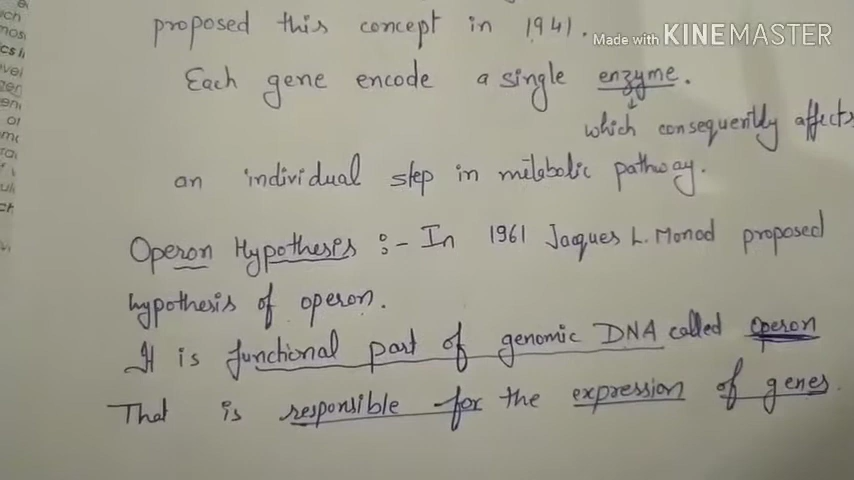 proposed this concept in 1941.
Made with KINEMASTER
Each gene encode a single enzyme.
which consequently affects
an individual step in metabolic pathway.
Operon Hypothesis :- In 1961 Jacques L. Monod proposed
hypothesis of operon.
It is functional part of genomic DNA called operon
That is responsible for the expression of genes.